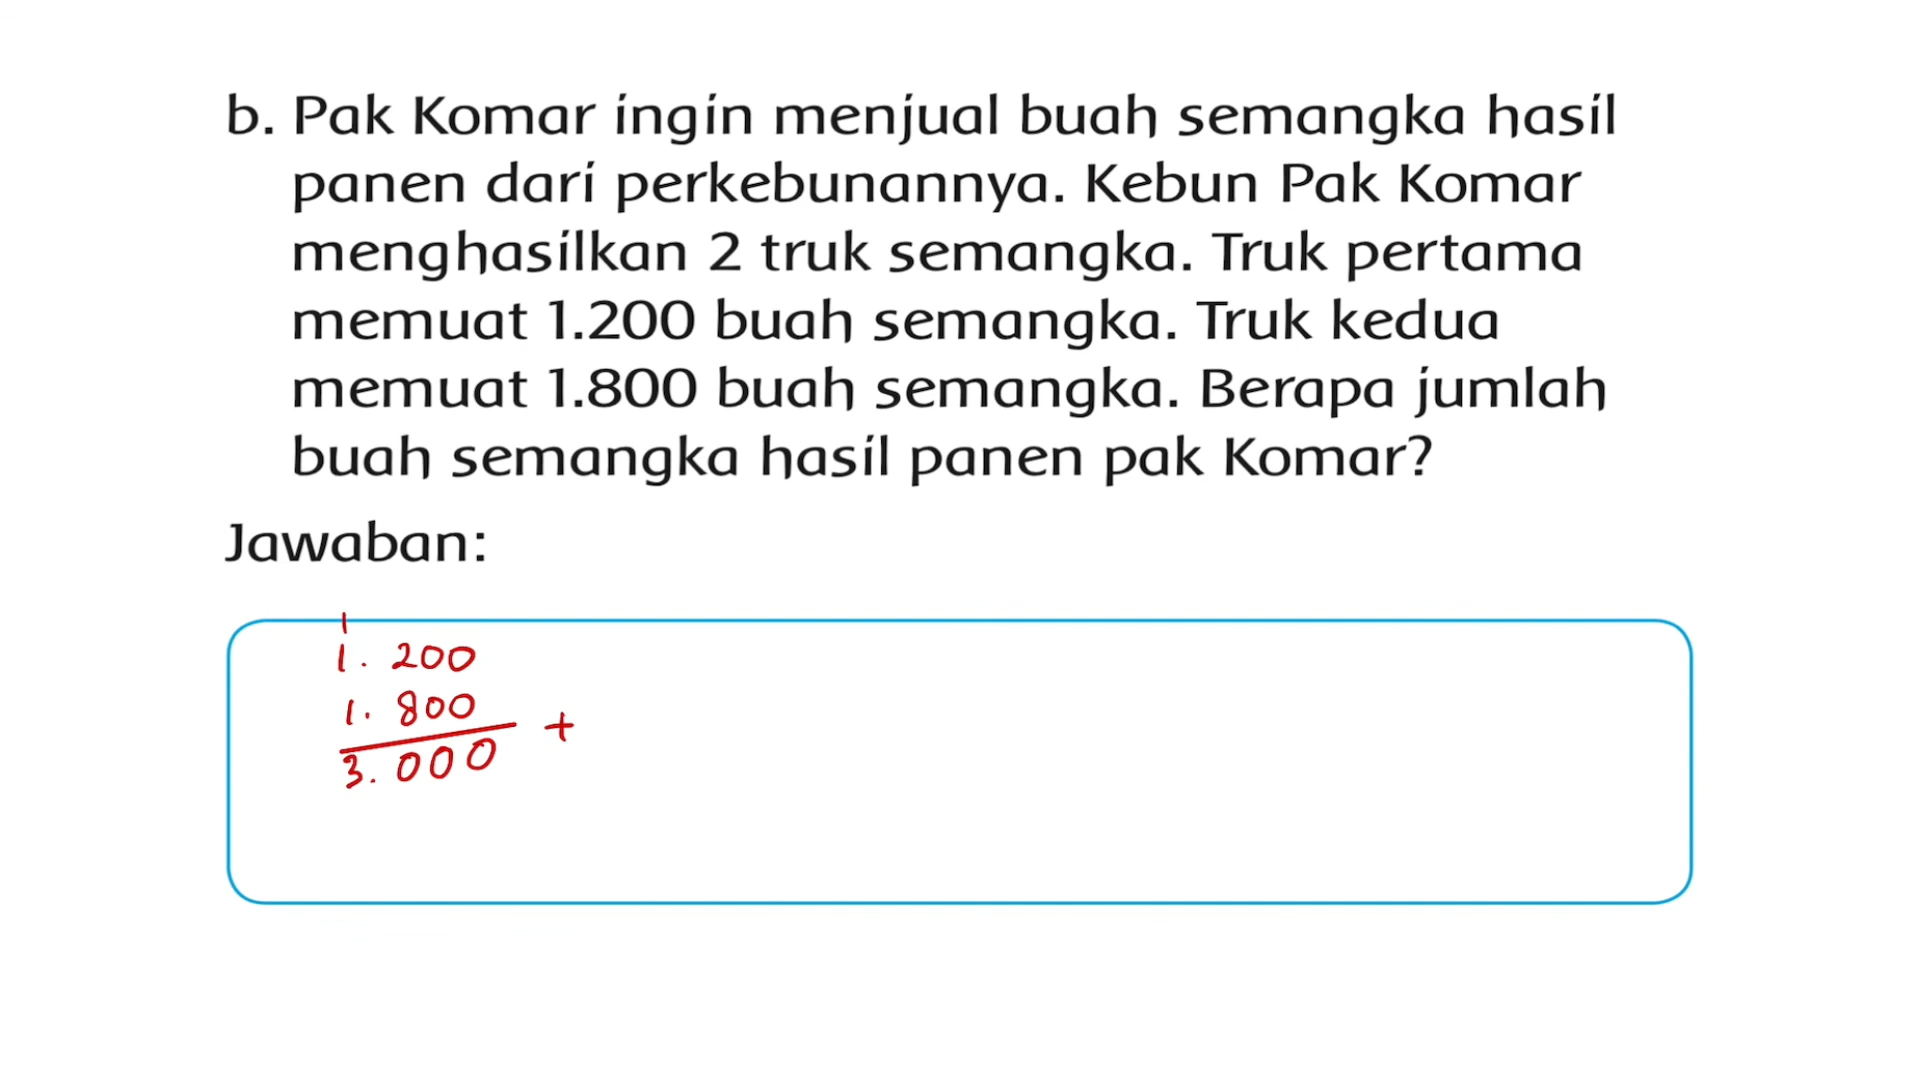 b. Pak Komar ingin menjual buah semangka hasil
panen dari perkebunannya. Kebun Pak Komar
menghasilkan 2 truk semangka. Truk pertama
memuat 1.200 buah semangka. Truk kedua
memuat 1.800 buah semangka. Berapa jumlah
buah semangka hasil panen pak Komar?
Jawaban:
1
1. 200
1. 800
+
3. 000